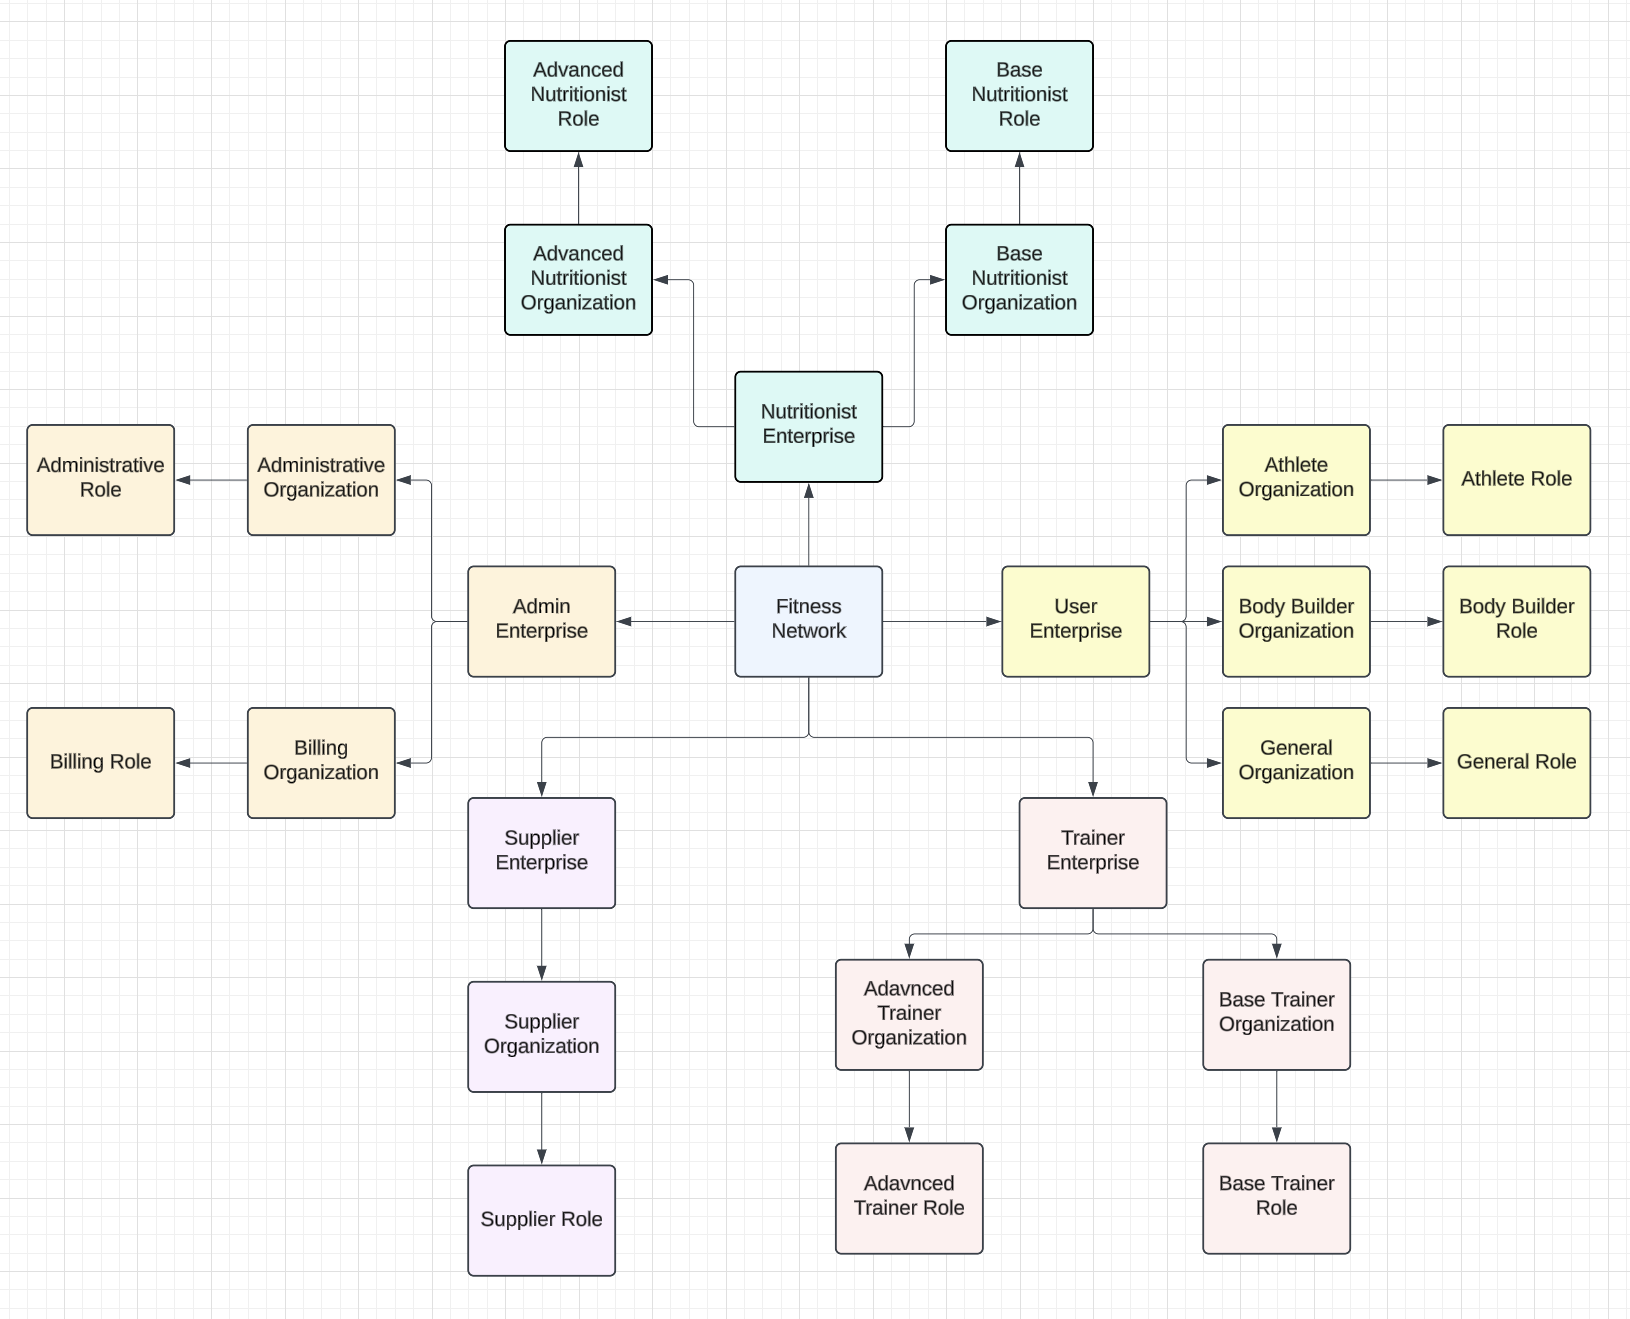 Advanced
Nutritionist
Role
Base
Nutritionist
Role
Advanced
Nutritionist
Organization
Base
Nutritionist
Organization
Nutritionist
Enterprise
Administrative
Role
Administrative
Organization
Athlete
Organization
Athlete Role
Admin
Enterprise
Fitness
Network
User
Enterprise
Body Builder
Organization
Body Builder
Role
Billing Role
Billing
Organization
General
Organization
General Role
Supplier
Enterprise
Trainer
Enterprise
Supplier
Organization
Adavnced
Trainer
Organization
Base Trainer
Organization
Supplier Role
Adavnced
Trainer Role
Base Trainer
Role